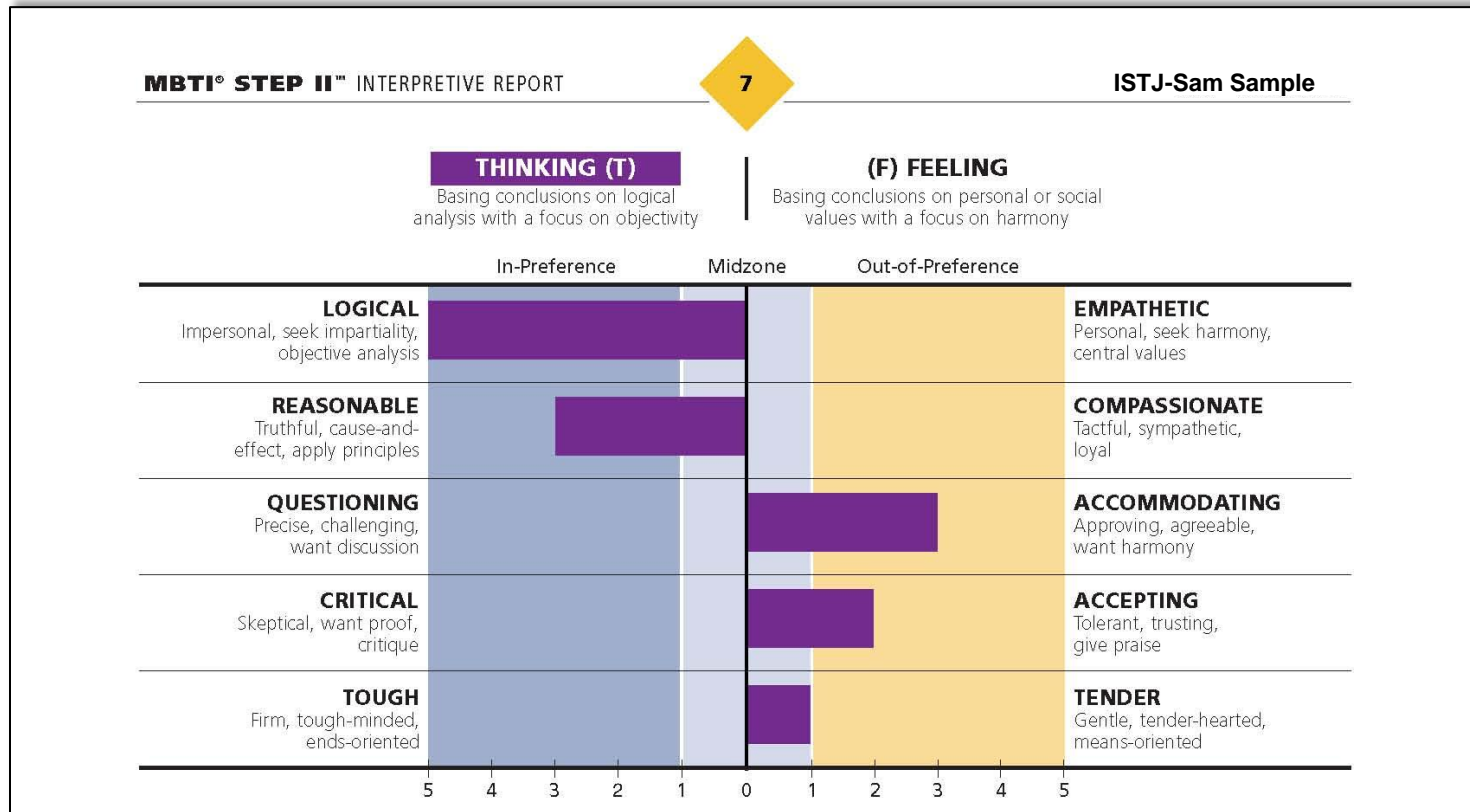 MBTI® STEP II™ INTERPRETIVE REPORT
7
ISTJ-Sam Sample
THINKING (T)
Basing conclusions on logical
analysis with a focus on objectivity
(F) FEELING
Basing conclusions on personal or social
values with a focus on harmony
In-Preference
Midzone
Out-of-Preference
LOGICAL
Impersonal, seek impartiality,
objective analysis
EMPATHETIC
Personal, seek harmony,
central values
REASONABLE
Truthful, cause-and-
effect, apply principles
COMPASSIONATE
Tactful, sympathetic,
loyal
QUESTIONING
Precise, challenging,
want discussion
ACCOMMODATING
Approving, agreeable,
want harmony
CRITICAL
Skeptical, want proof,
critique
ACCEPTING
Tolerant, trusting,
give praise
TOUGH
Firm, tough-minded,
ends-oriented
TENDER
Gentle, tender-hearted,
means-oriented
5 4 3 2 1 0 1 2 3 4 5